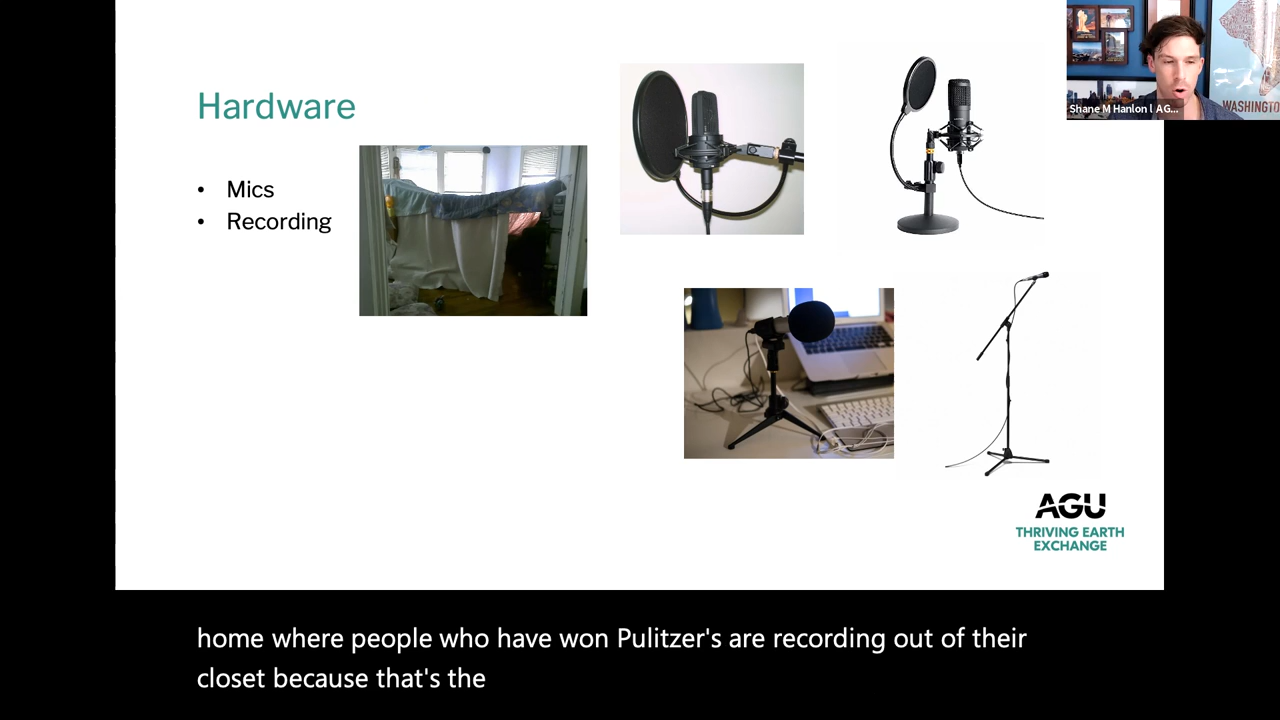 Hardware
• Mics
• Recording
Shane M Hanlon l AG...
WASHINGTO
AGU
THRIVING EARTH
EXCHANGE
home where people who have won Pulitzer's are recording out of their
closet because that's the